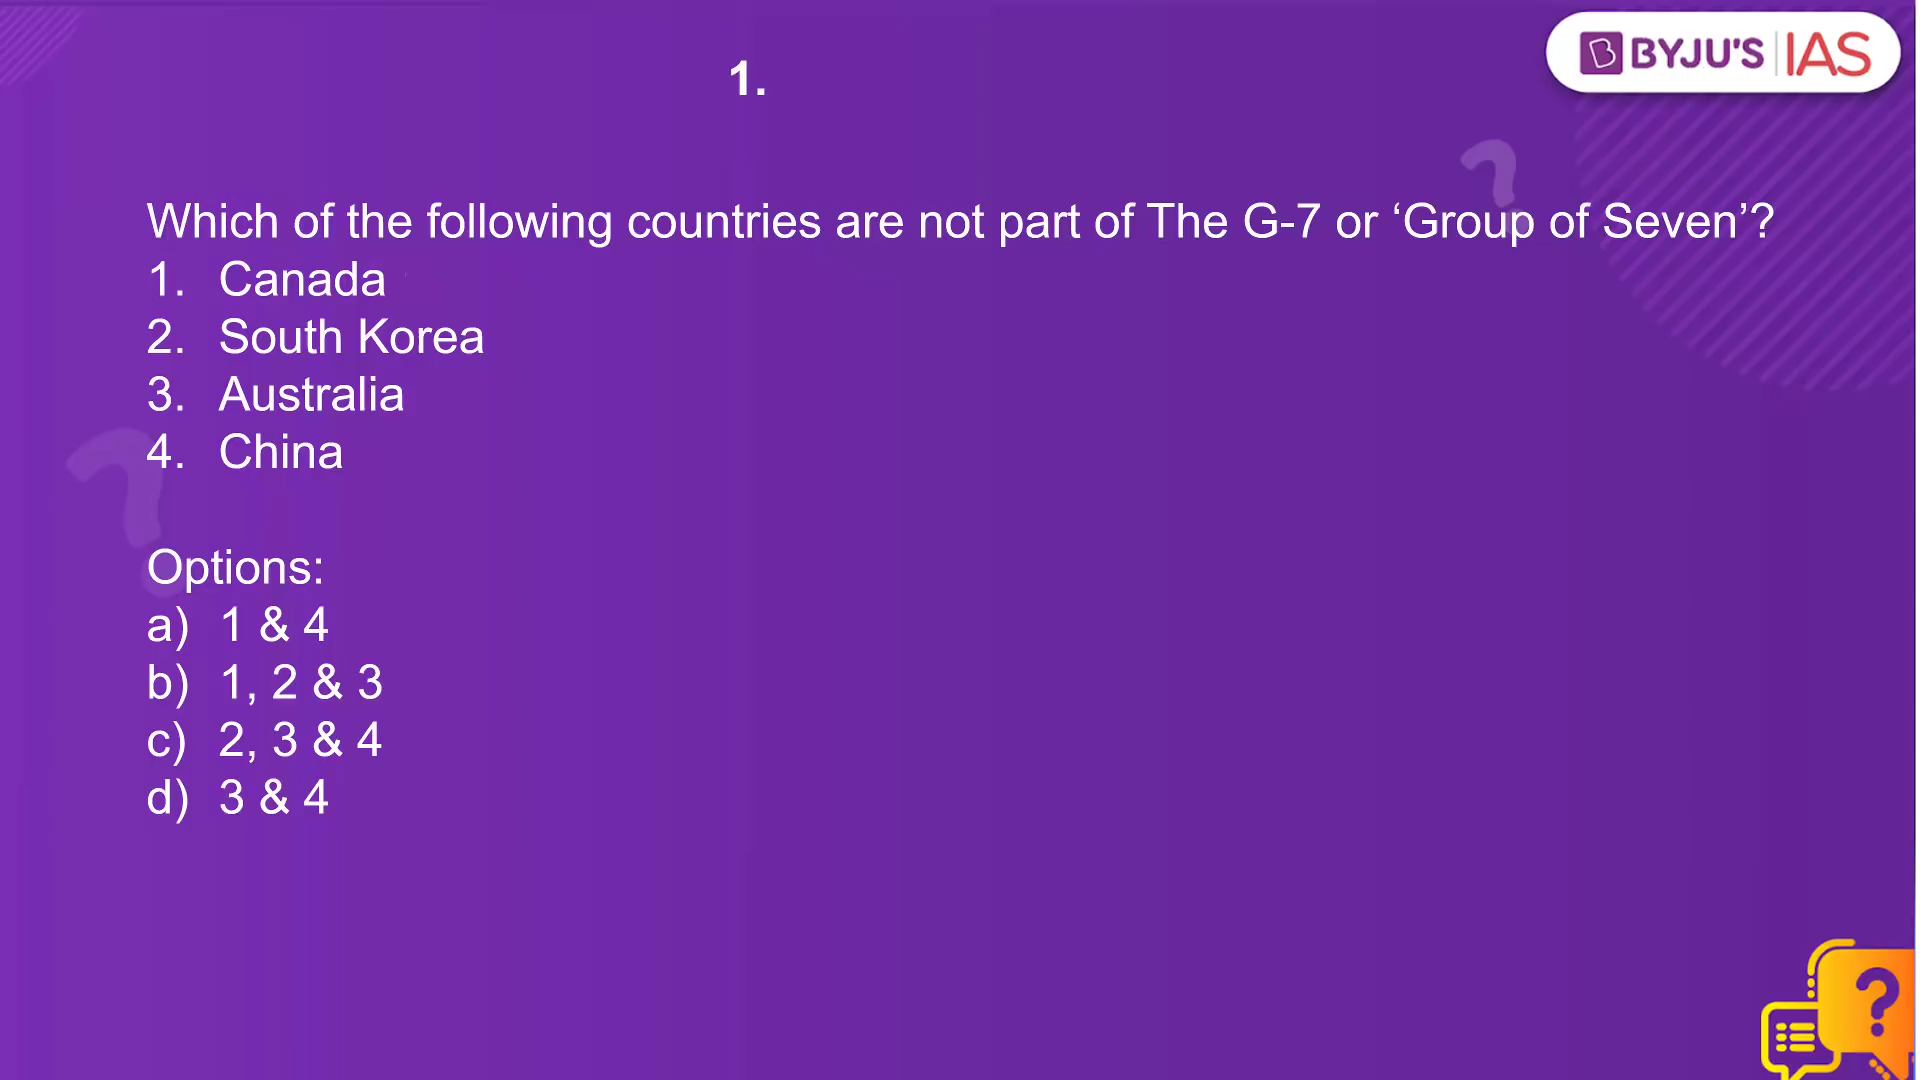 BYJU'S IAS
1.
Which of the following countries are not part of The G-7 or ‘Group of Seven’?
1. Canada
2. South Korea
3. Australia
4. China
Options:
a) 1 & 4
b) 1, 2 & 3
c) 2, 3 & 4
d) 3 & 4